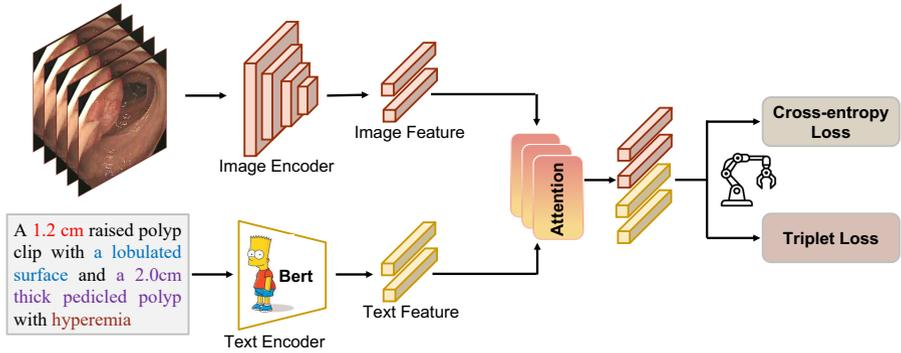 Image Encoder
Image Feature
A 1.2 cm raised polyp
clip with a lobulated
surface and a 2.0cm
thick pedicled polyp
with hyperemia
Bert
Text Encoder
Text Feature
Attention
Cross-entropy
Loss
Triplet Loss